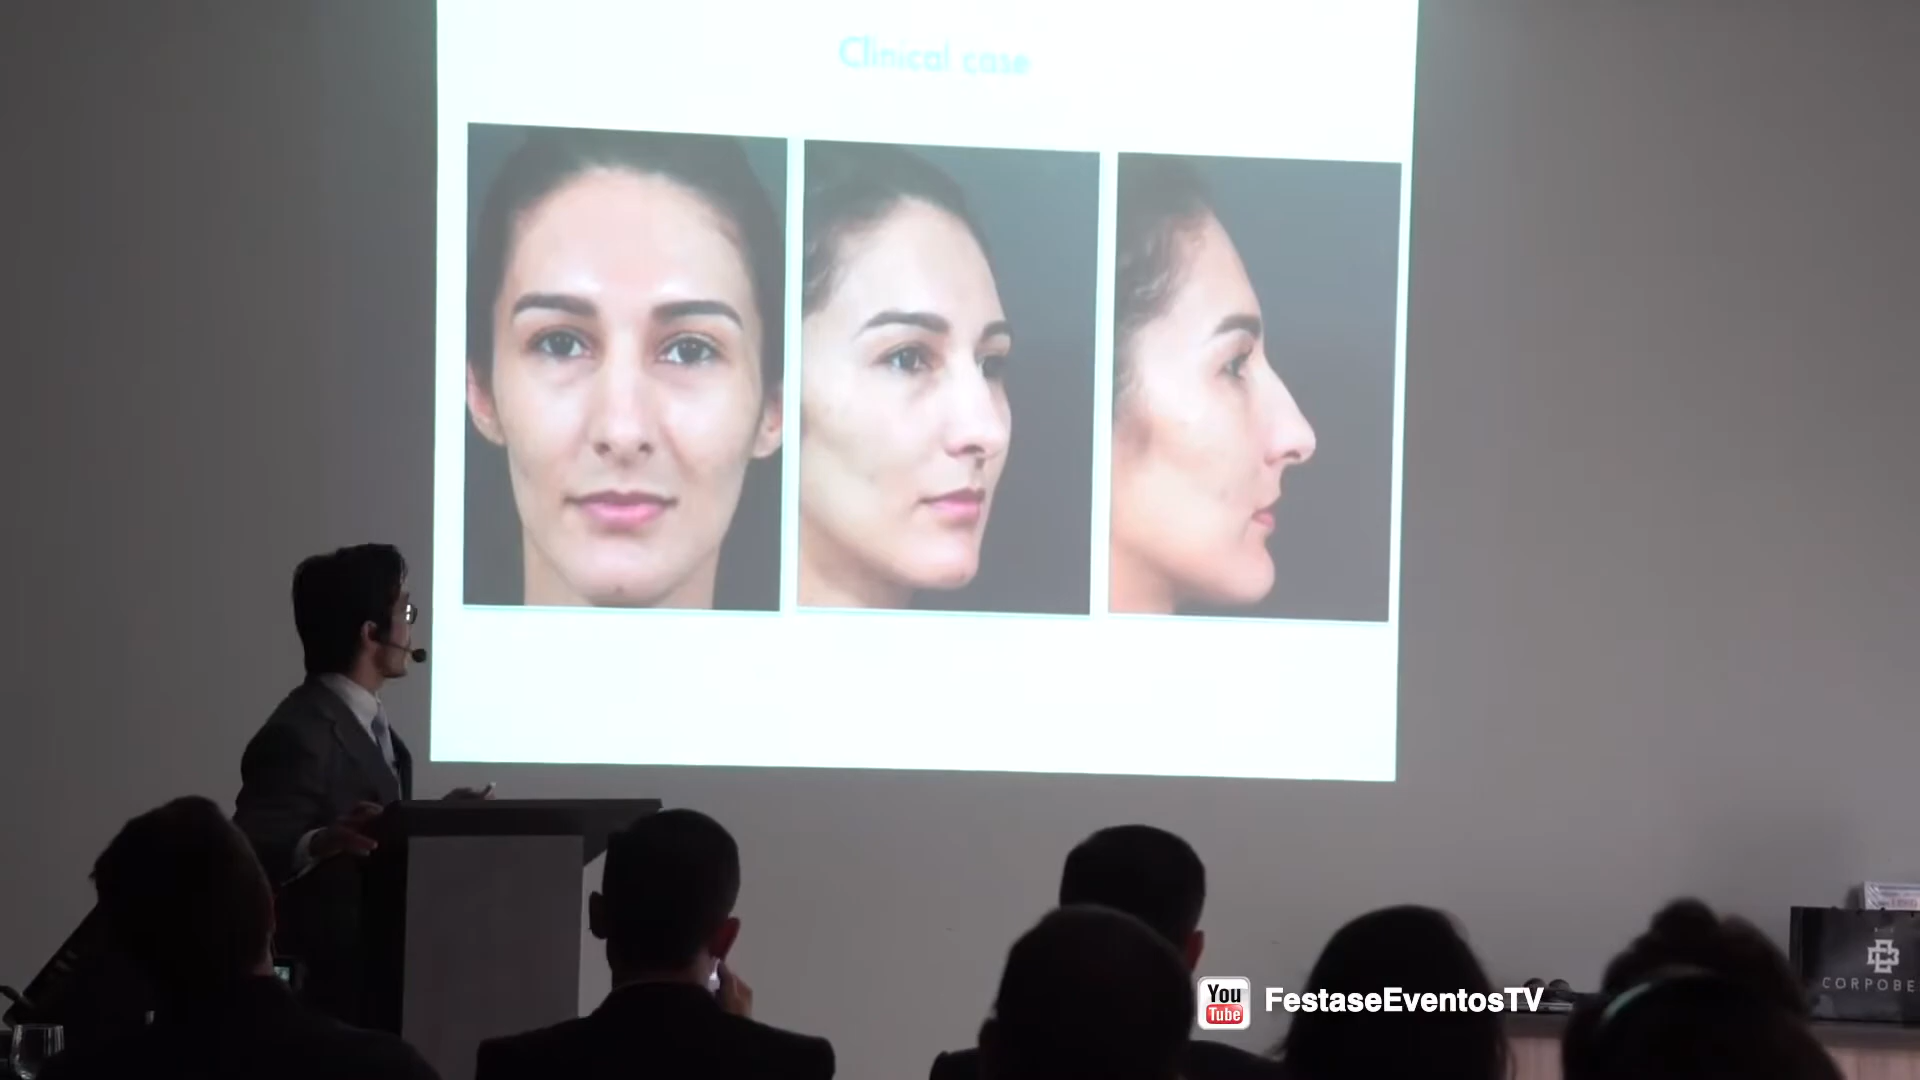 Clinical case
CORPOBE
You
Tube
FestaseEventosTV